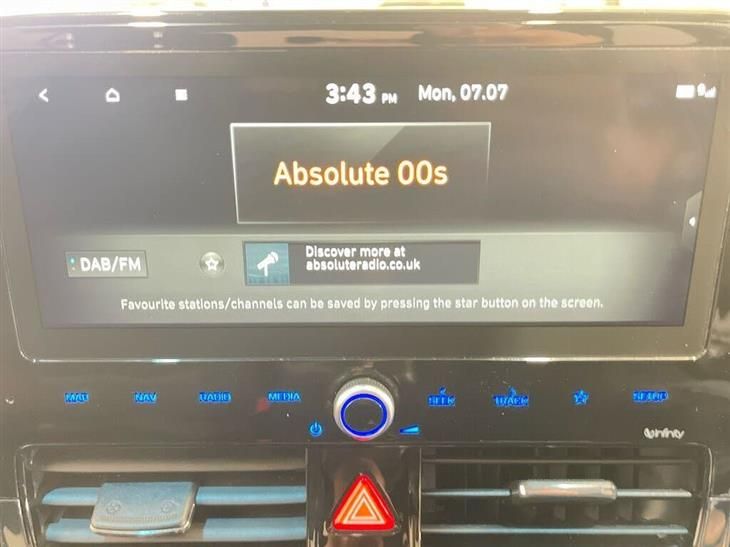 3:43 PM Mon, 07.07
Absolute 00s
DAB/FM
Discover more at
absoluteradio.co.uk
Favourite stations/channels can be saved by pressing the star button on the screen.
MAP NAV RADIO MEDIA SEEK TRACK SETUP
infinity